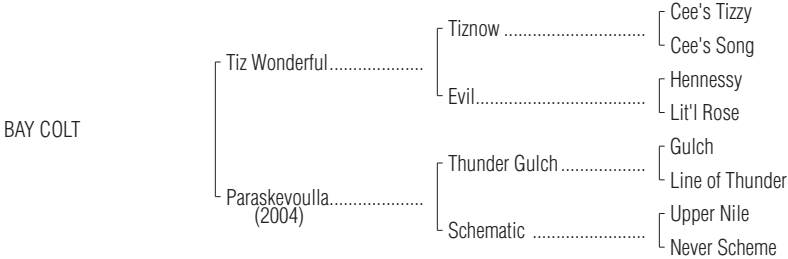 Cee's Tizzy
Tiznow ..............................
Cee's Song
Tiz Wonderful....................
Hennessy
Evil....................................
Lit'l Rose
BAY COLT
Gulch
Thunder Gulch ..................
Line of Thunder
Paraskevoulla....................
(2004)
Upper Nile
Schematic ........................
Never Scheme